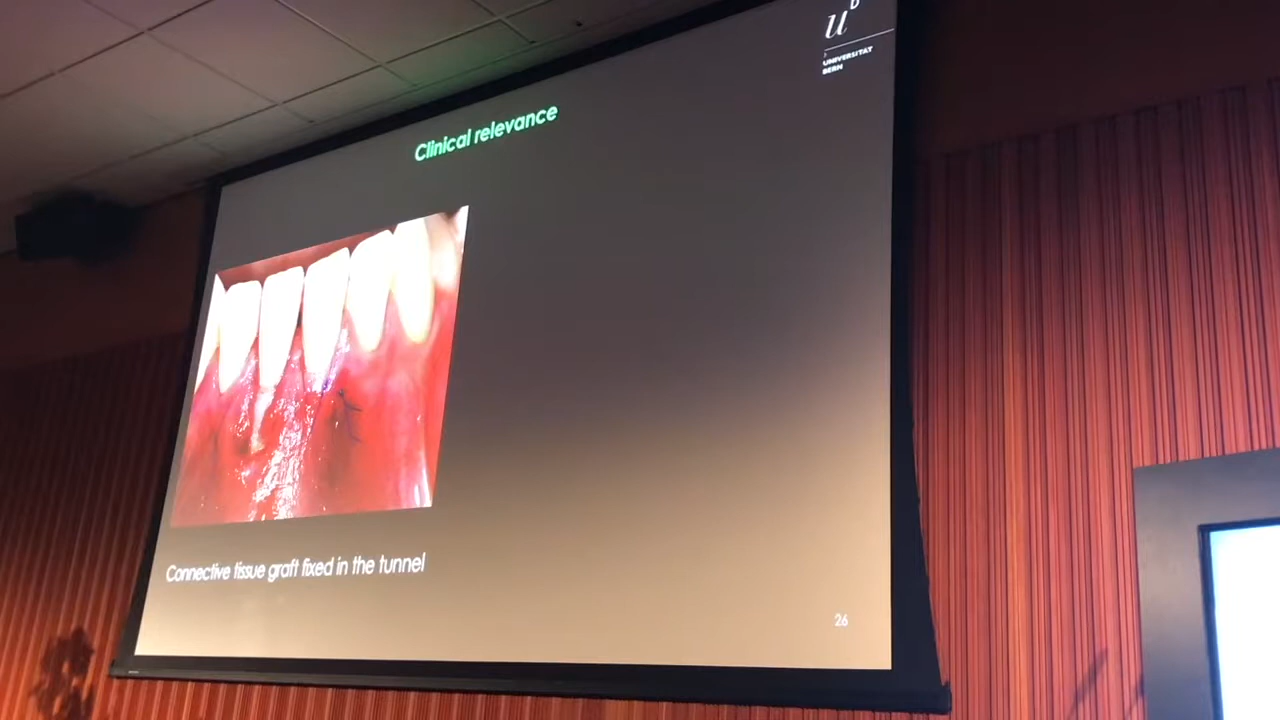 u
b
UNIVERSITÄT
BERN
Clinical relevance
Connective tissue graft fixed in the tunnel
26